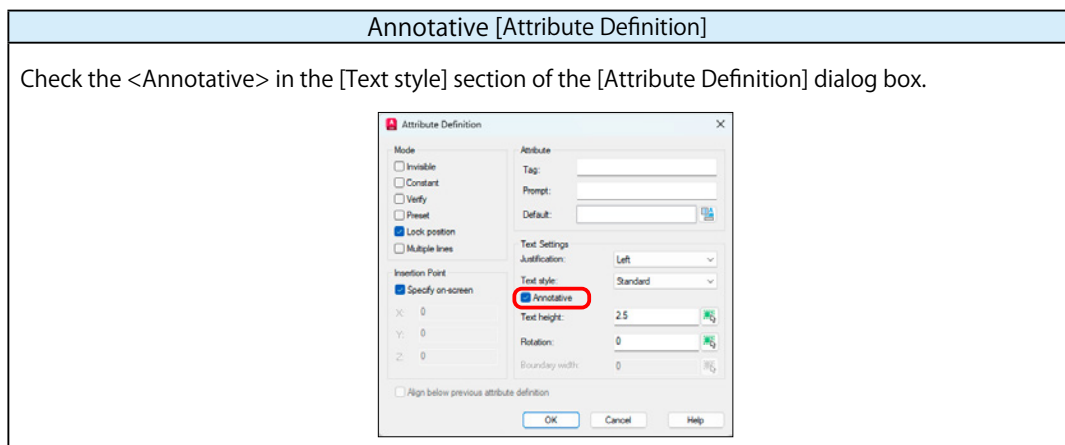 Annotative [Attribute Definition]
Check the <Annotative> in the [Text style] section of the [Attribute Definition] dialog box.
A Attribute Definition
Mode
Invisible
Constant
Verify
Preset
Lock position
Multiple lines
Insertion Point
Specify on-screen
X: 0
Y: 0
Z: 0
Attribute
Tag:
Prompt:
Default:
Text Settings
Justification: Left
Text style: Standard
Annotative
Text height: 2.5
Rotation: 0
Boundary width: 0
Align below previous attribute definition
OK Cancel Help